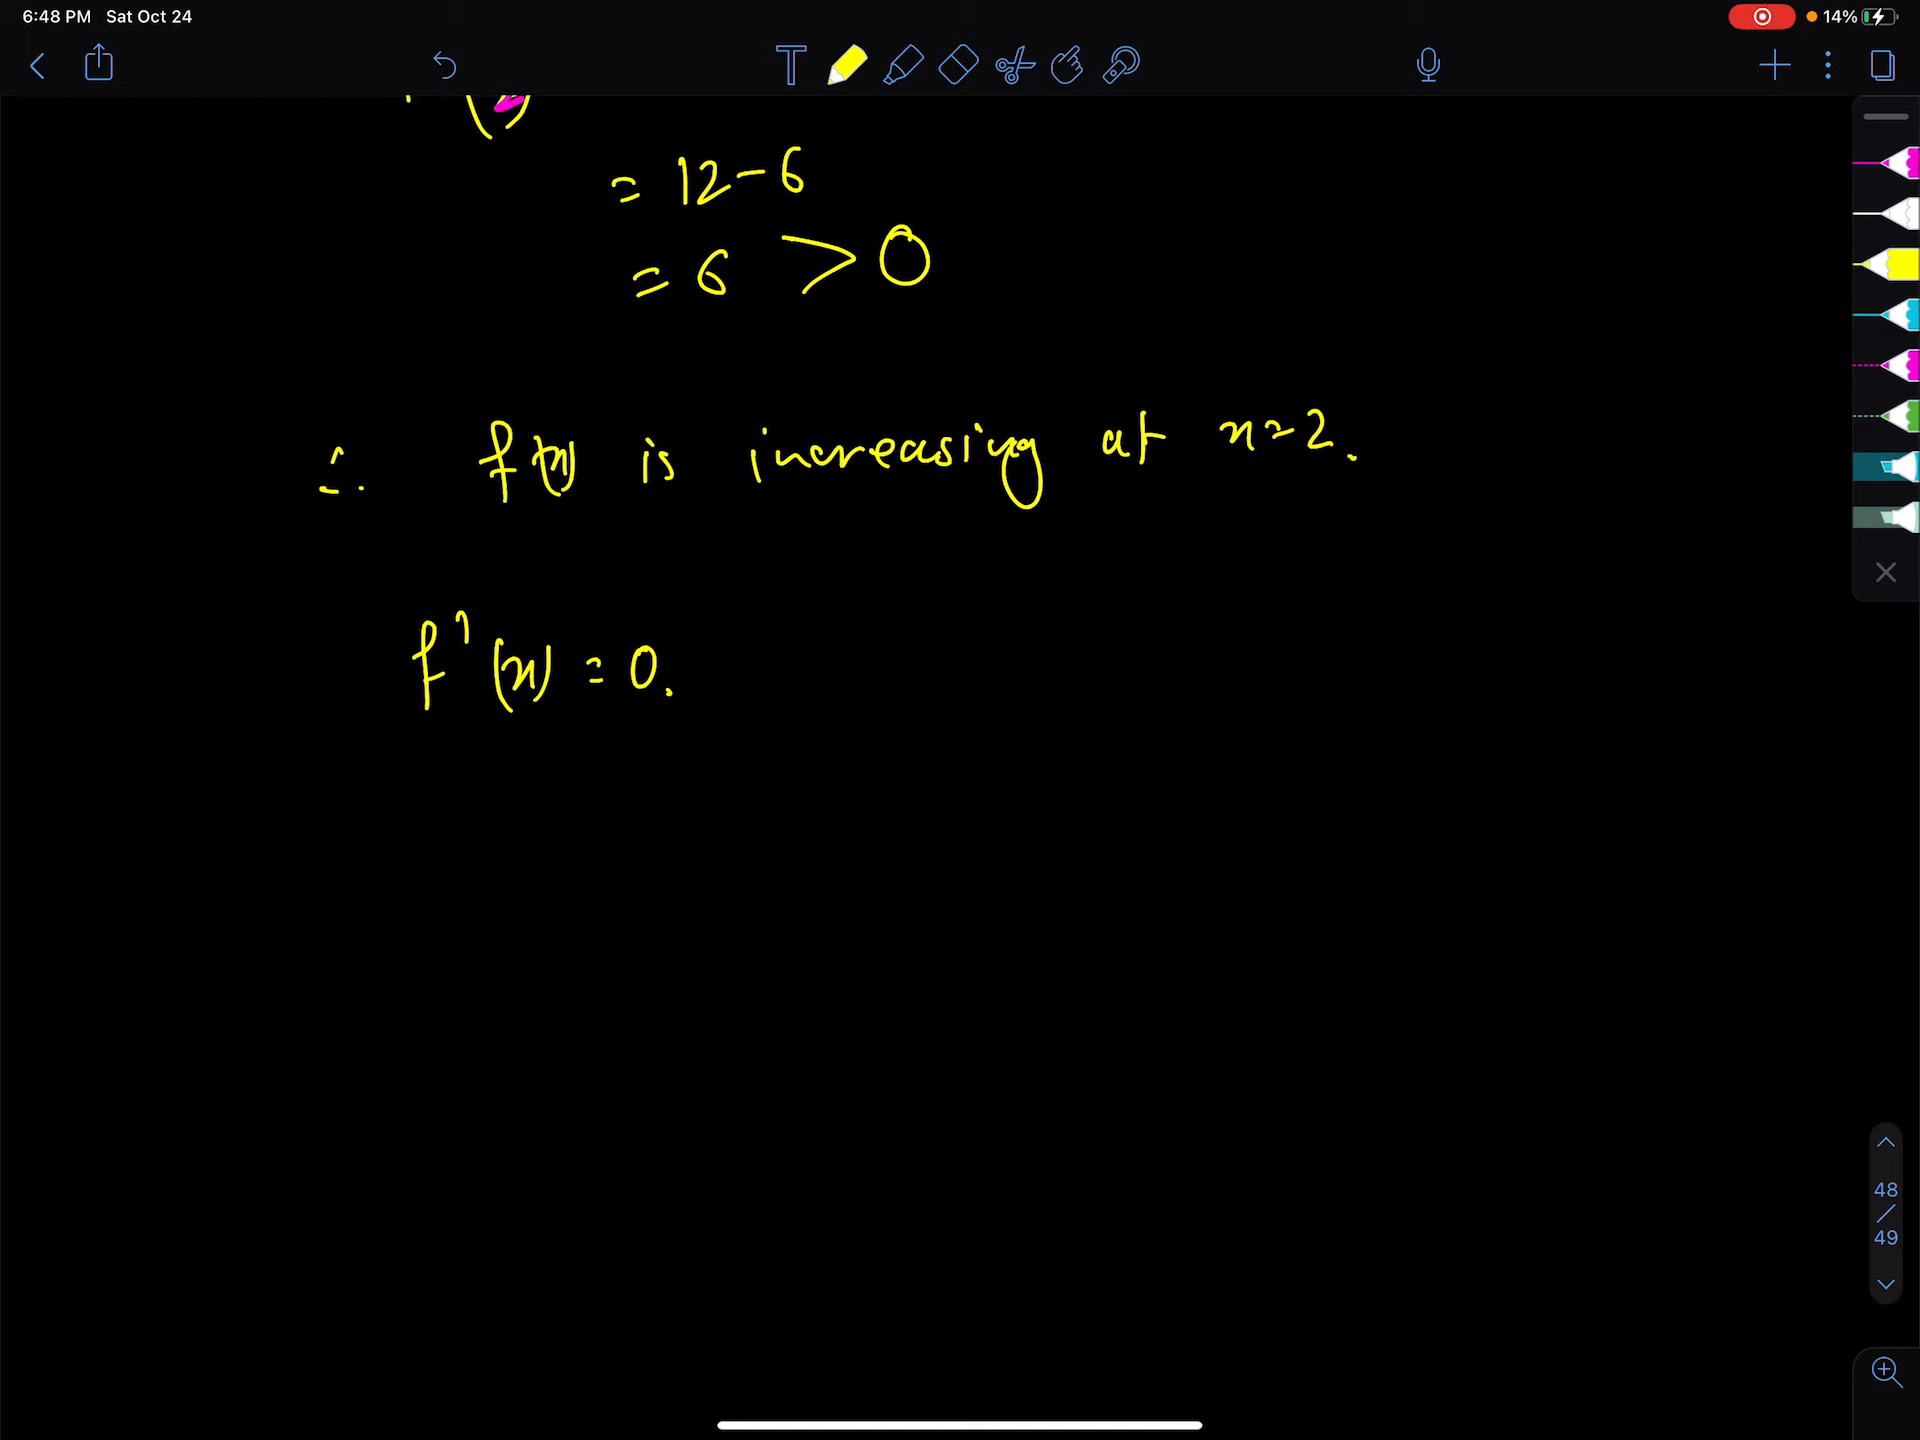 6:48 PM Sat Oct 24
14%
T
= 12 - 6
= 6 > 0
∴ f(x) is increasing at x = 2.
f'(x) = 0.
48
/
49